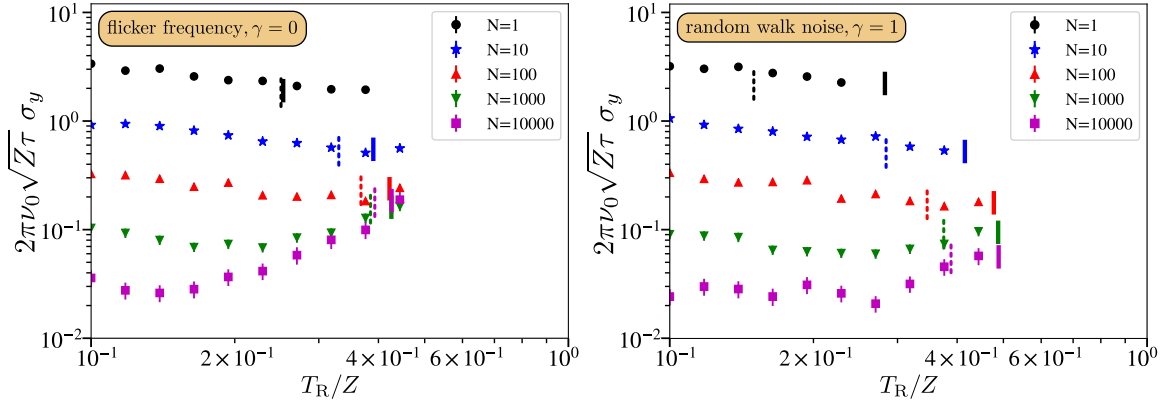 flicker frequency, γ = 0
N=1
N=10
N=100
N=1000
N=10000
10¹
10⁰
10⁻¹
10⁻²
2πν₀√Zτ σ_y
10⁻¹
2×10⁻¹
4×10⁻¹
6×10⁻¹
10⁰
T_R/Z
random walk noise, γ = 1
N=1
N=10
N=100
N=1000
N=10000
10¹
10⁰
10⁻¹
10⁻²
2πν₀√Zτ σ_y
10⁻¹
2×10⁻¹
4×10⁻¹
6×10⁻¹
10⁰
T_R/Z